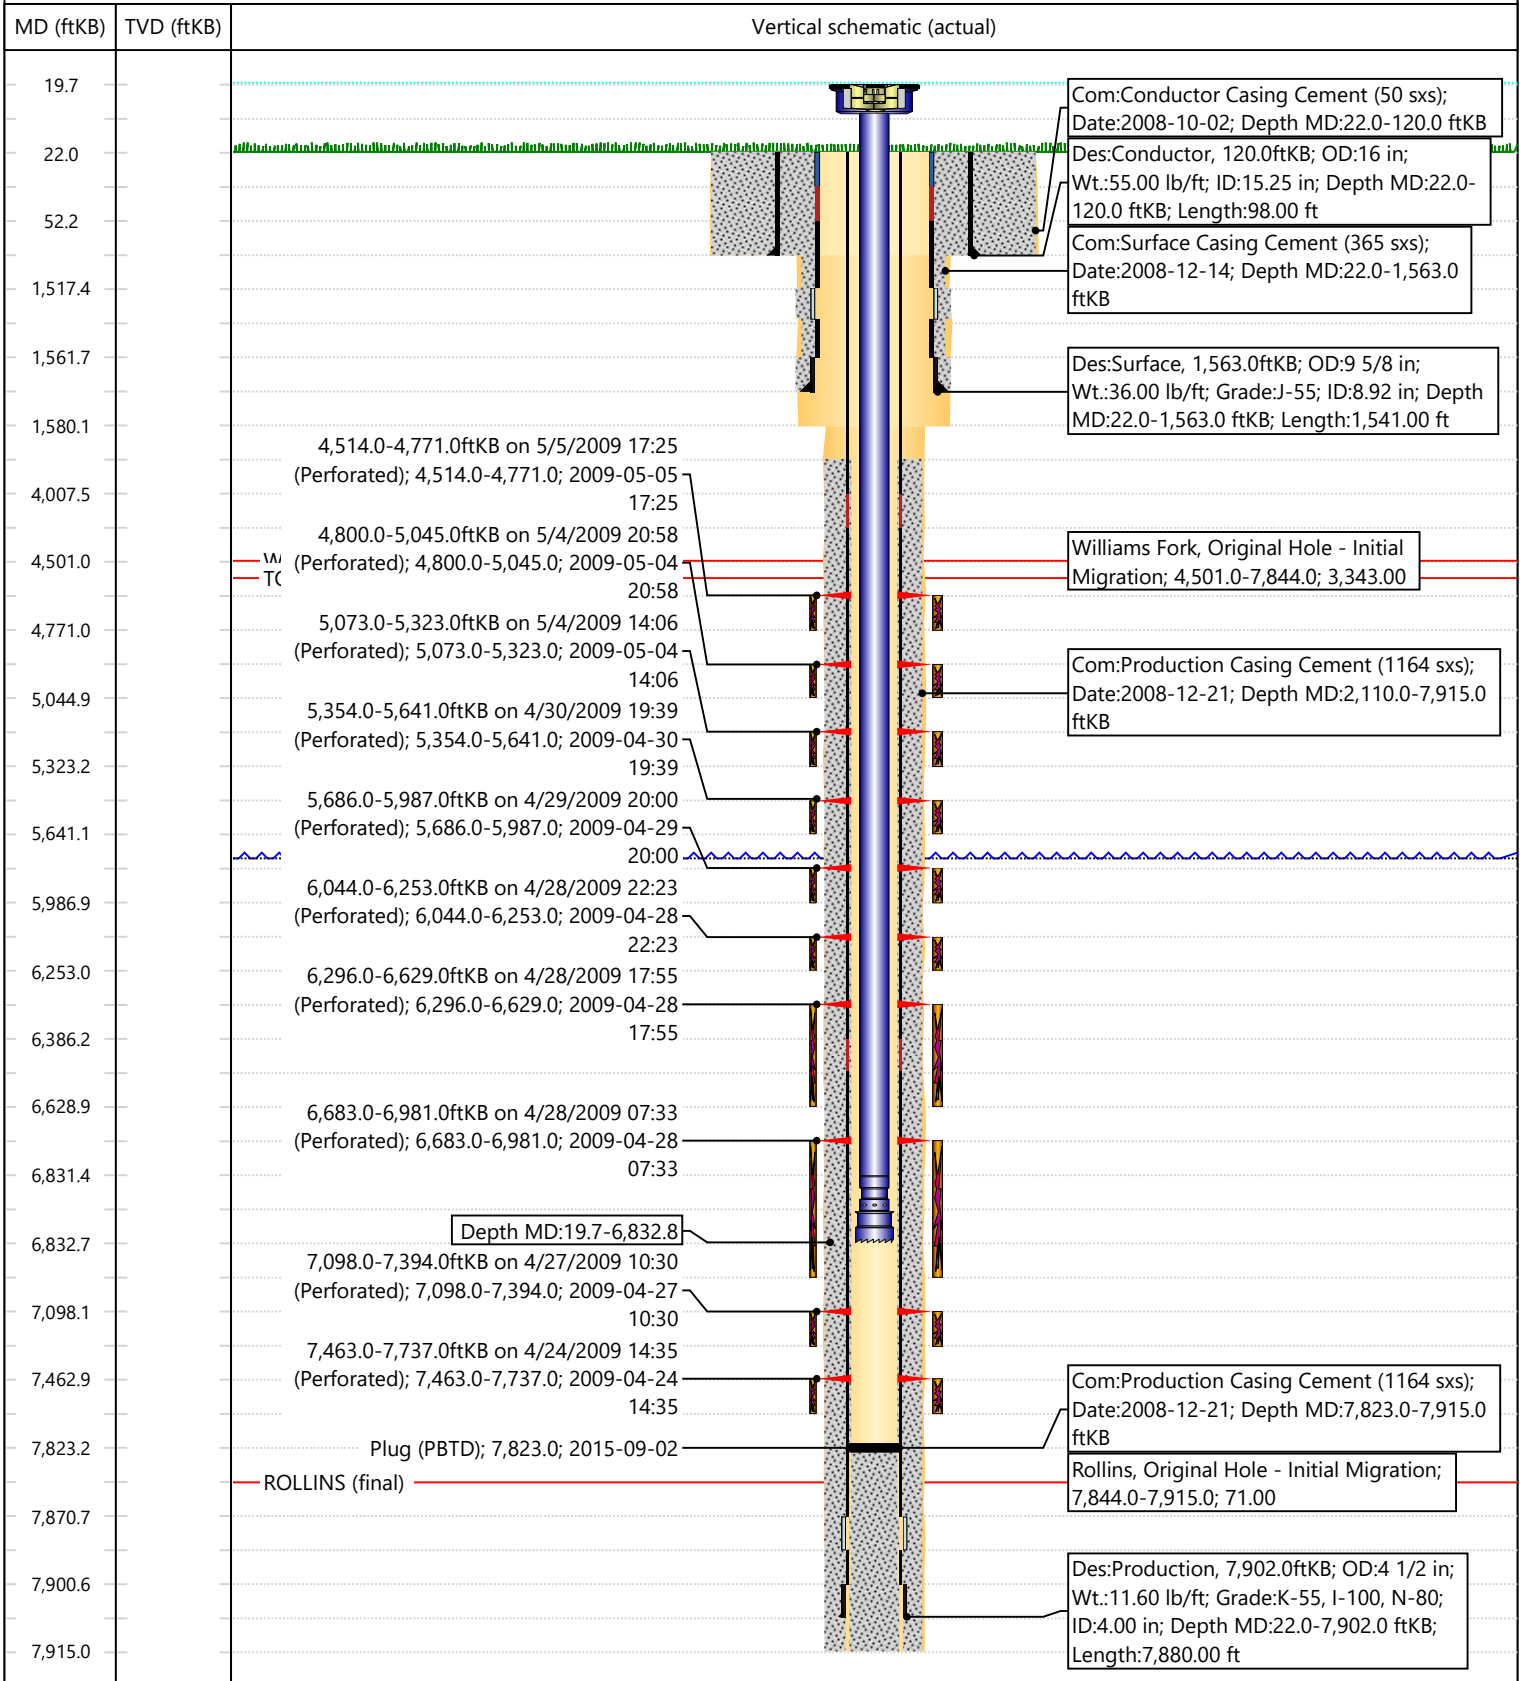 MD (ftKB) TVD (ftKB) Vertical schematic (actual)
19.7
22.0
52.2
1,517.4
1,561.7
1,580.1
4,007.5
4,501.0
4,771.0
5,044.9
5,323.2
5,641.1
5,986.9
6,253.0
6,386.2
6,628.9
6,831.4
6,832.7
7,098.1
7,462.9
7,823.2
7,870.7
7,900.6
7,915.0
4,514.0-4,771.0ftKB on 5/5/2009 17:25
(Perforated); 4,514.0-4,771.0; 2009-05-05
17:25
4,800.0-5,045.0ftKB on 5/4/2009 20:58
(Perforated); 4,800.0-5,045.0; 2009-05-04
20:58
5,073.0-5,323.0ftKB on 5/4/2009 14:06
(Perforated); 5,073.0-5,323.0; 2009-05-04
14:06
5,354.0-5,641.0ftKB on 4/30/2009 19:39
(Perforated); 5,354.0-5,641.0; 2009-04-30
19:39
5,686.0-5,987.0ftKB on 4/29/2009 20:00
(Perforated); 5,686.0-5,987.0; 2009-04-29
20:00
6,044.0-6,253.0ftKB on 4/28/2009 22:23
(Perforated); 6,044.0-6,253.0; 2009-04-28
22:23
6,296.0-6,629.0ftKB on 4/28/2009 17:55
(Perforated); 6,296.0-6,629.0; 2009-04-28
17:55
6,683.0-6,981.0ftKB on 4/28/2009 07:33
(Perforated); 6,683.0-6,981.0; 2009-04-28
07:33
Depth MD:19.7-6,832.8
7,098.0-7,394.0ftKB on 4/27/2009 10:30
(Perforated); 7,098.0-7,394.0; 2009-04-27
10:30
7,463.0-7,737.0ftKB on 4/24/2009 14:35
(Perforated); 7,463.0-7,737.0; 2009-04-24
14:35
Plug (PBTD); 7,823.0; 2015-09-02
ROLLINS (final)
Com:Conductor Casing Cement (50 sxs);
Date:2008-10-02; Depth MD:22.0-120.0 ftKB
Des:Conductor, 120.0ftKB; OD:16 in;
Wt.:55.00 lb/ft; ID:15.25 in; Depth MD:22.0-
120.0 ftKB; Length:98.00 ft
Com:Surface Casing Cement (365 sxs);
Date:2008-12-14; Depth MD:22.0-1,563.0
ftKB
Des:Surface, 1,563.0ftKB; OD:9 5/8 in;
Wt.:36.00 lb/ft; Grade:J-55; ID:8.92 in; Depth
MD:22.0-1,563.0 ftKB; Length:1,541.00 ft
Williams Fork, Original Hole - Initial
Migration; 4,501.0-7,844.0; 3,343.00
Com:Production Casing Cement (1164 sxs);
Date:2008-12-21; Depth MD:2,110.0-7,915.0
ftKB
Com:Production Casing Cement (1164 sxs);
Date:2008-12-21; Depth MD:7,823.0-7,915.0
ftKB
Rollins, Original Hole - Initial Migration;
7,844.0-7,915.0; 71.00
Des:Production, 7,902.0ftKB; OD:4 1/2 in;
Wt.:11.60 lb/ft; Grade:K-55, I-100, N-80;
ID:4.00 in; Depth MD:22.0-7,902.0 ftKB;
Length:7,880.00 ft